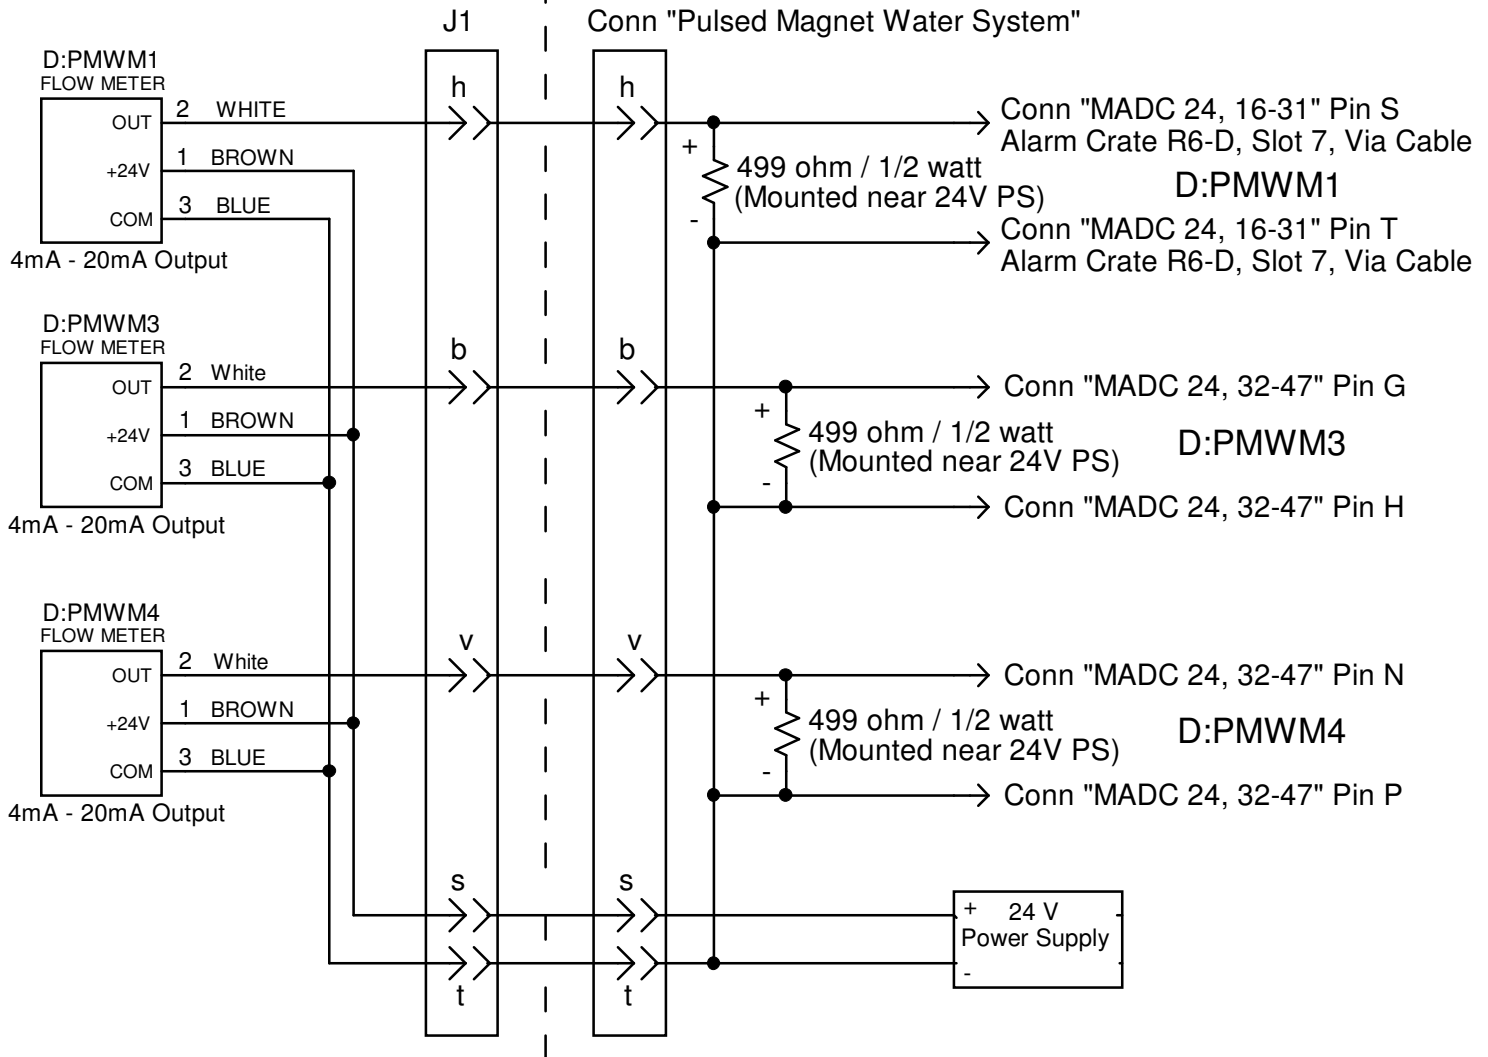 J1
Conn "Pulsed Magnet Water System"
D:PMWM1
FLOW METER
OUT
2 WHITE
+24V
1 BROWN
COM
3 BLUE
4mA - 20mA Output
h
h
+
499 ohm / 1/2 watt
(Mounted near 24V PS)
-
Conn "MADC 24, 16-31" Pin S
Alarm Crate R6-D, Slot 7, Via Cable
D:PMWM1
Conn "MADC 24, 16-31" Pin T
Alarm Crate R6-D, Slot 7, Via Cable
D:PMWM3
FLOW METER
OUT
2 White
+24V
1 BROWN
COM
3 BLUE
4mA - 20mA Output
b
b
+
499 ohm / 1/2 watt
(Mounted near 24V PS)
-
Conn "MADC 24, 32-47" Pin G
D:PMWM3
Conn "MADC 24, 32-47" Pin H
D:PMWM4
FLOW METER
OUT
2 White
+24V
1 BROWN
COM
3 BLUE
4mA - 20mA Output
v
v
+
499 ohm / 1/2 watt
(Mounted near 24V PS)
-
Conn "MADC 24, 32-47" Pin N
D:PMWM4
Conn "MADC 24, 32-47" Pin P
s
s
+ 24 V
Power Supply
-
t
t